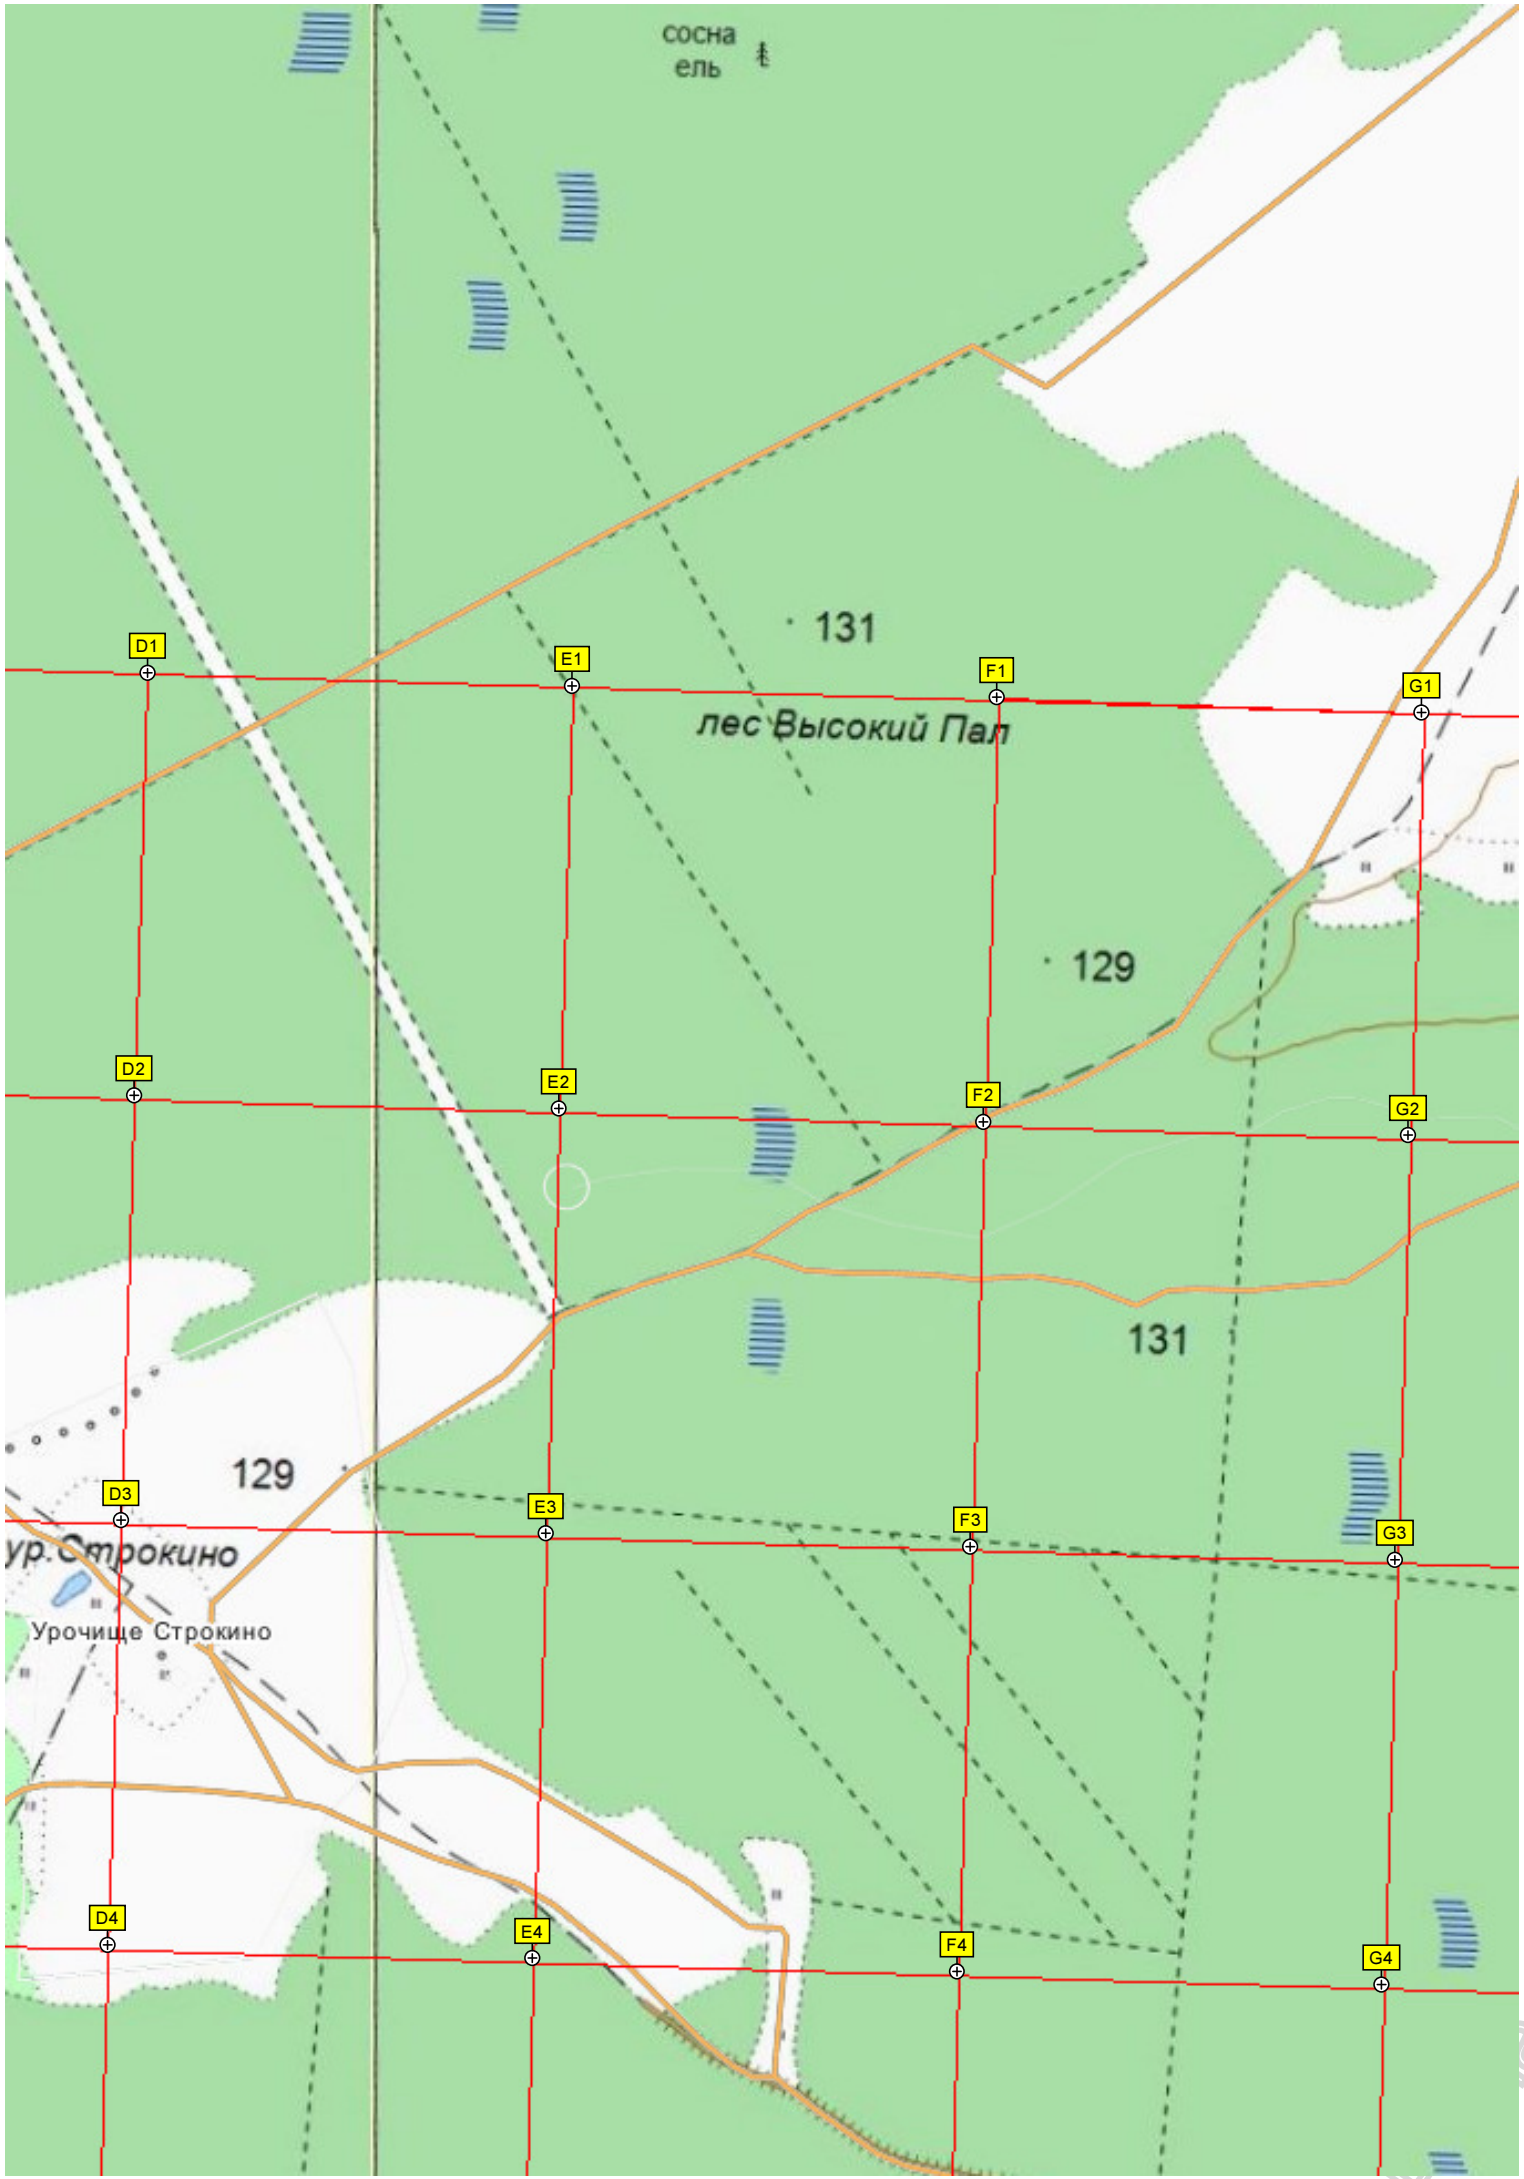 сосна
ель
131
D1
E1
F1
G1
лес Высокий Пал
129
D2
E2
F2
G2
131
129
D3
E3
F3
G3
ур.Строкино
Урочище Строкино
D4
E4
F4
G4